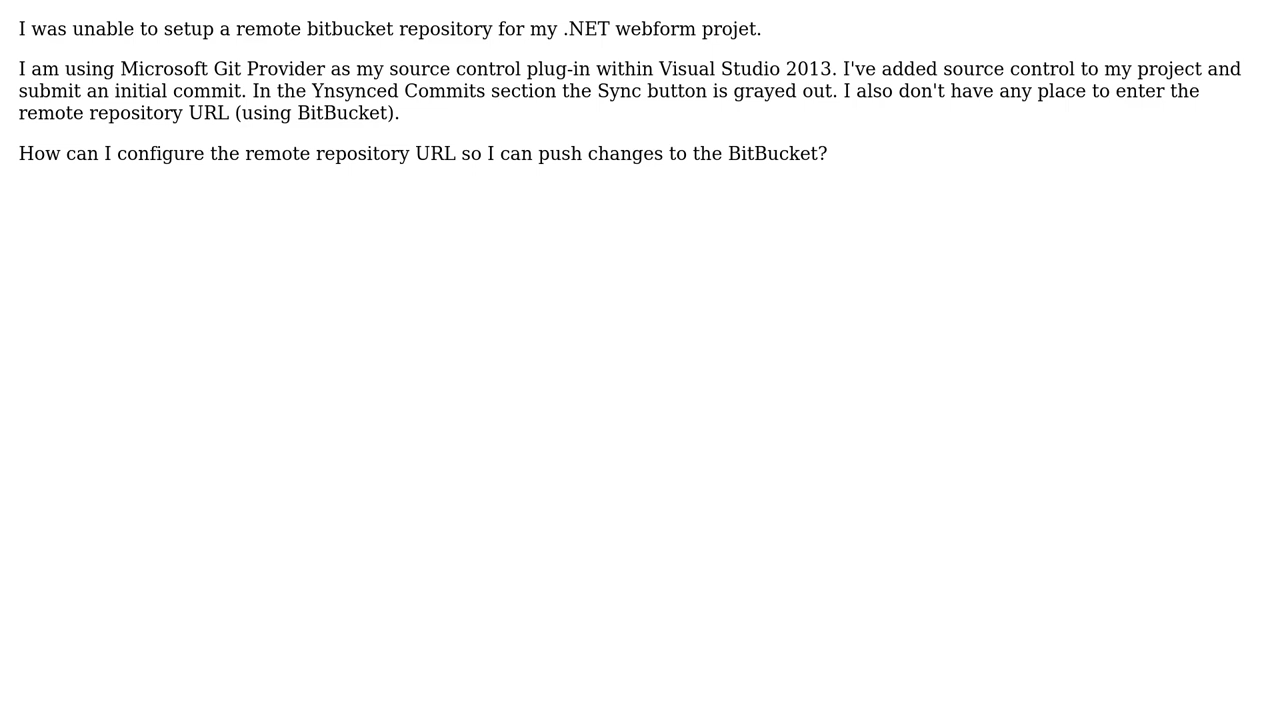 I was unable to setup a remote bitbucket repository for my .NET webform projet.
I am using Microsoft Git Provider as my source control plug-in within Visual Studio 2013. I've added source control to my project and
submit an initial commit. In the Ynsynced Commits section the Sync button is grayed out. I also don't have any place to enter the
remote repository URL (using BitBucket).
How can I configure the remote repository URL so I can push changes to the BitBucket?